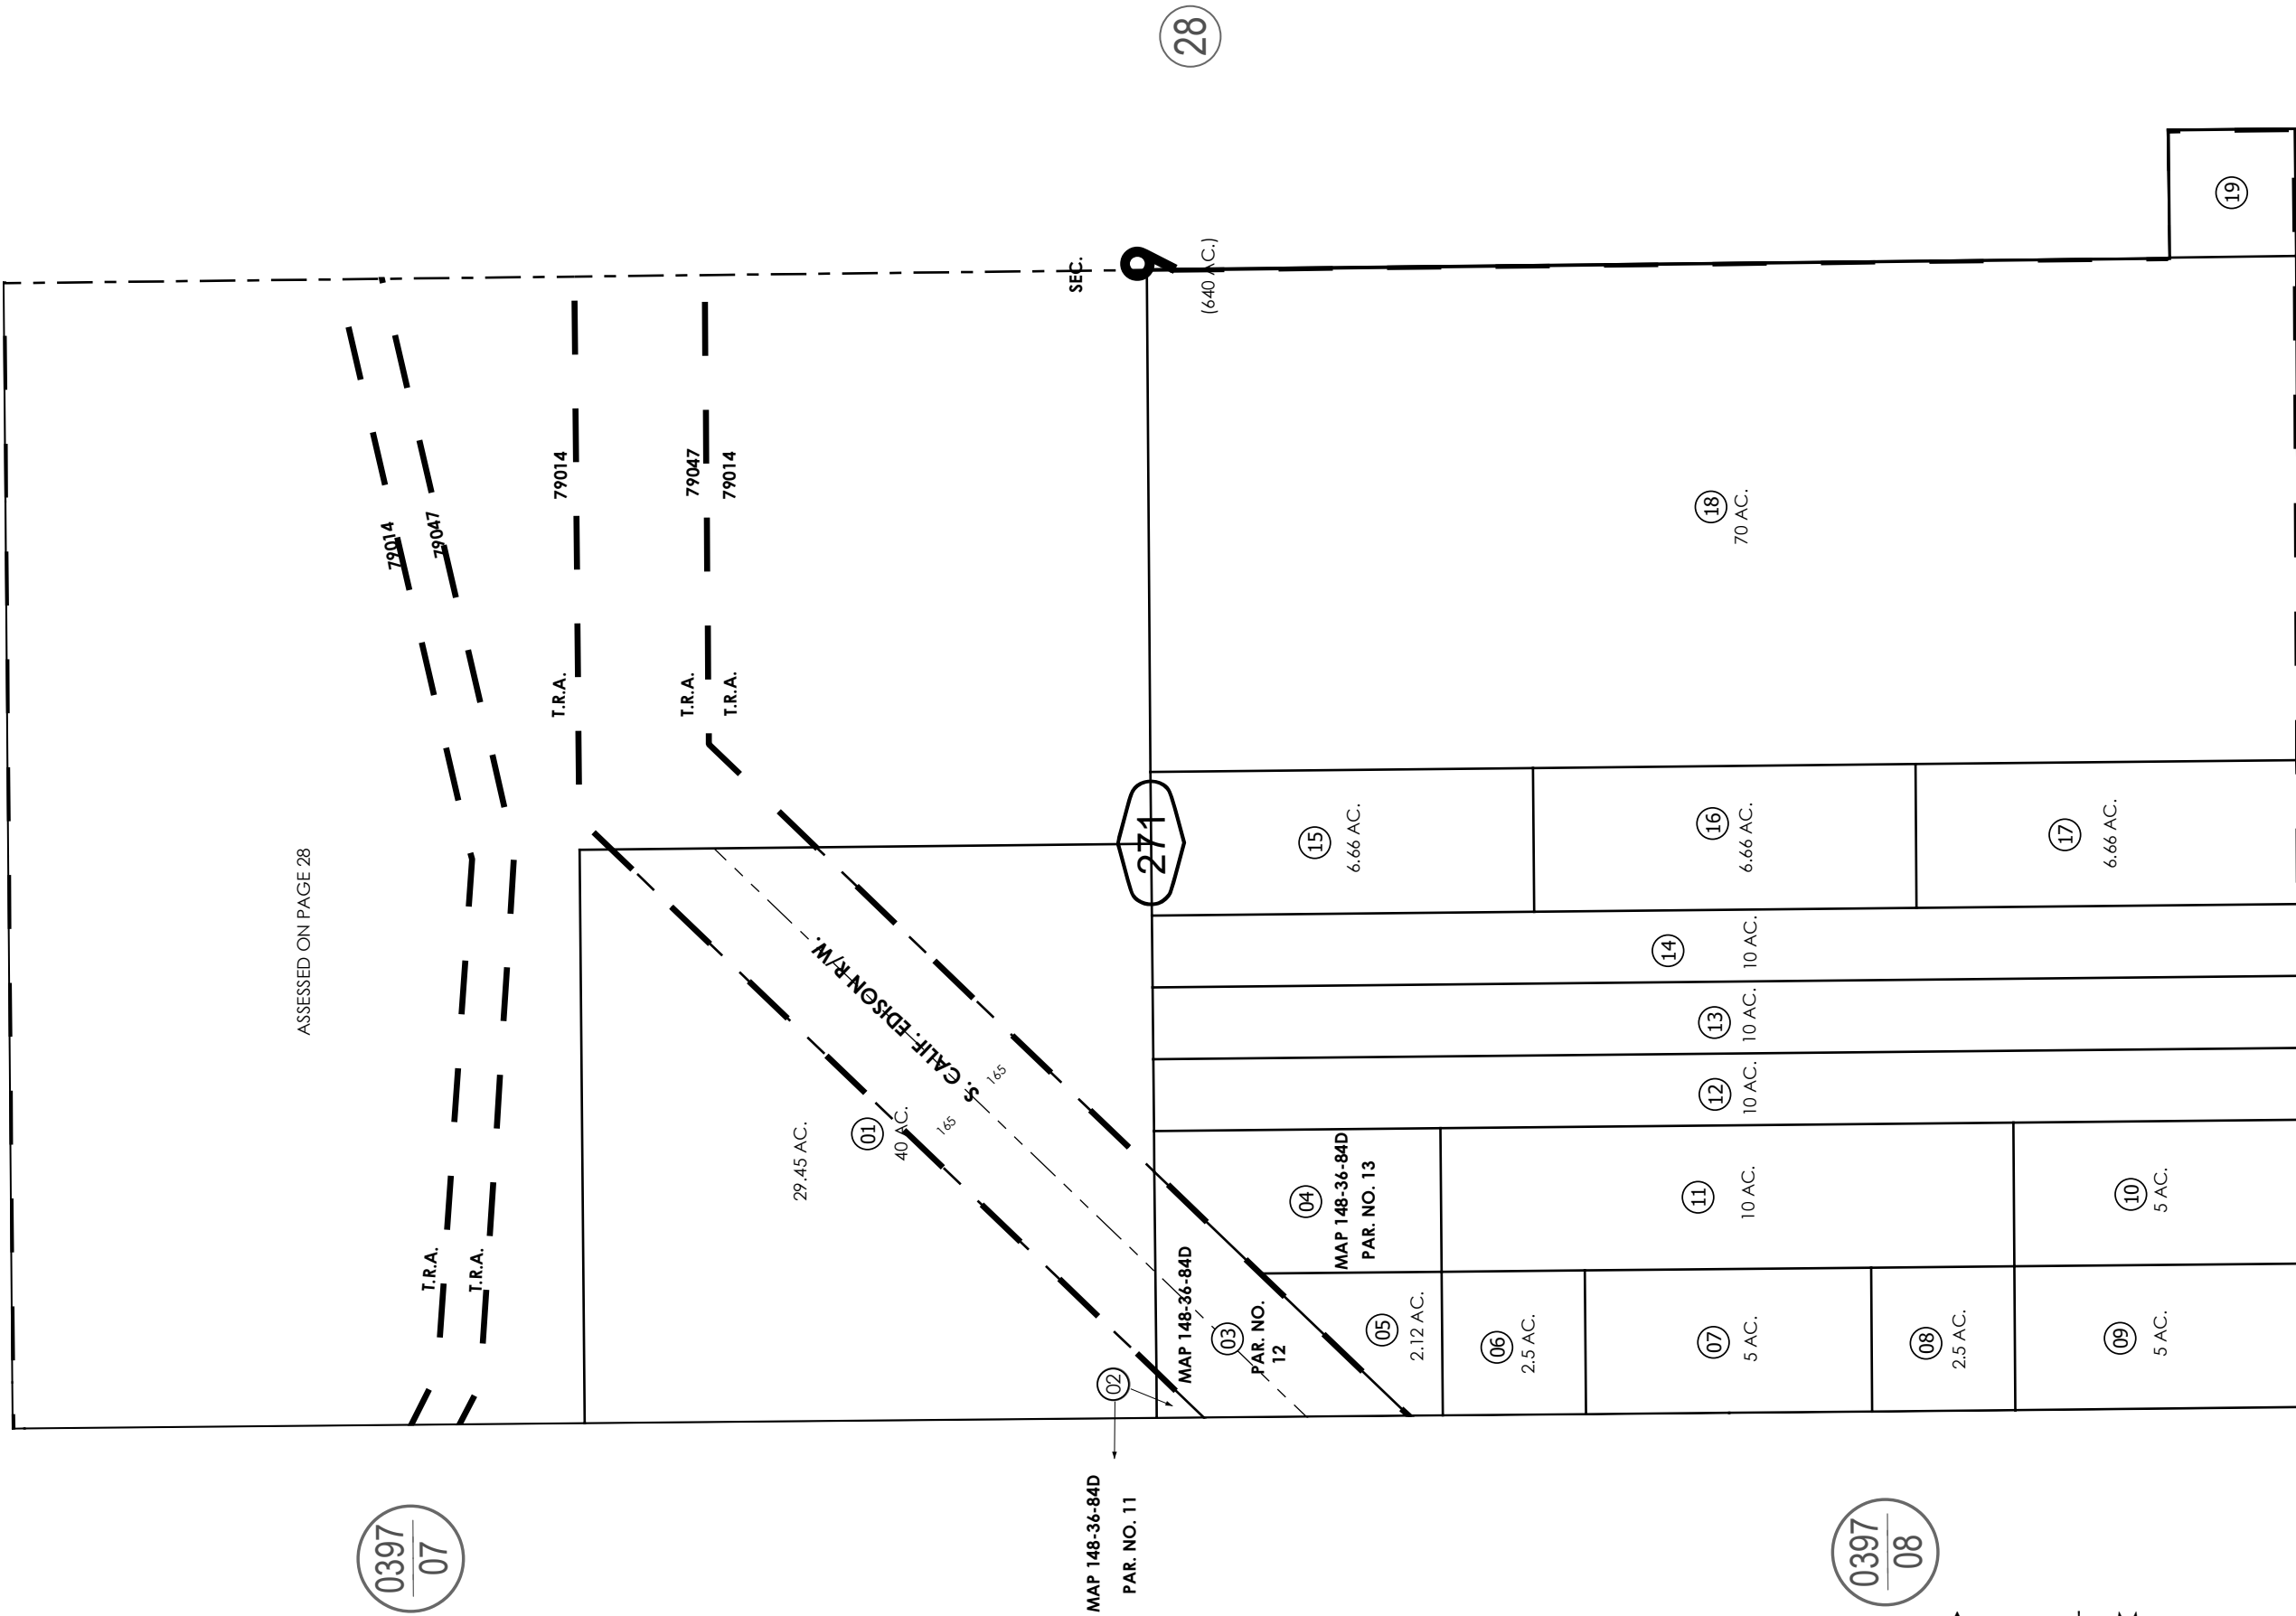 28
19
SEC.
9
(640 AC.)
79014
79047
79014
79047
79014
T.R.A.
T.R.A.
T.R.A.
18
70 AC.
ASSESSED ON PAGE 28
271
15
6.66 AC.
16
6.66 AC.
17
6.66 AC.
14
10 AC.
13
10 AC.
12
10 AC.
S. CALIF. EDISON R/W.
165
165
29.45 AC.
01
40 AC.
T.R.A.
T.R.A.
04
MAP 148-36-84D
PAR. NO. 13
11
10 AC.
10
5 AC.
02
MAP 148-36-84D
03
PAR. NO.
12
05
2.12 AC.
06
2.5 AC.
07
5 AC.
08
2.5 AC.
09
5 AC.
MAP 148-36-84D
PAR. NO. 11
0397
07
0397
08